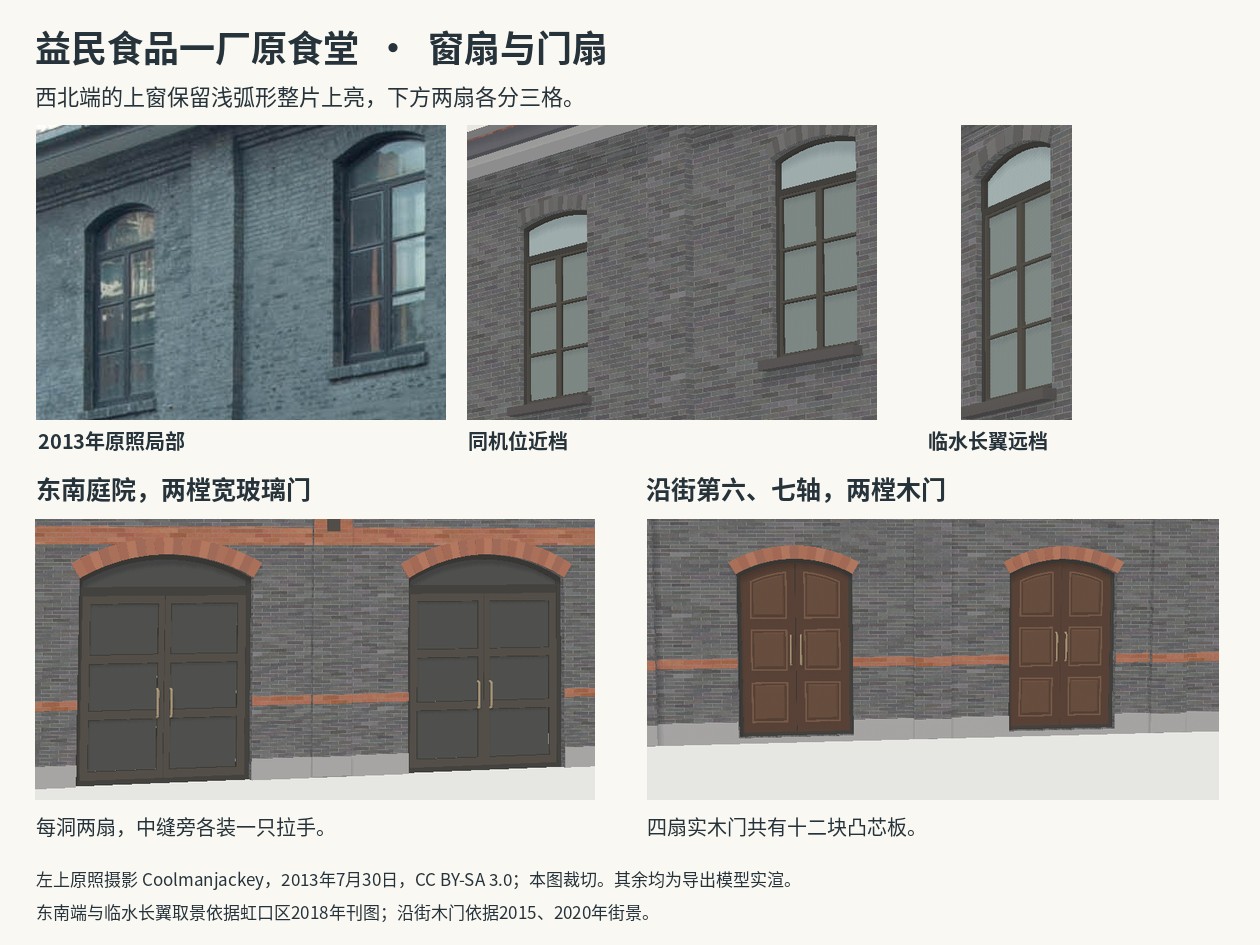 益民食品一厂原食堂 · 窗扇与门扇
西北端的上窗保留浅弧形整片上亮，下方两扇各分三格。
2013年原照局部
同机位近档
临水长翼远档
东南庭院，两樘宽玻璃门
沿街第六、七轴，两樘木门
每洞两扇，中缝旁各装一只拉手。
四扇实木门共有十二块凸芯板。
左上原照摄影 Coolmanjackey，2013年7月30日，CC BY-SA 3.0；本图裁切。其余均为导出模型实渲。
东南端与临水长翼取景依据虹口区2018年刊图；沿街木门依据2015、2020年街景。